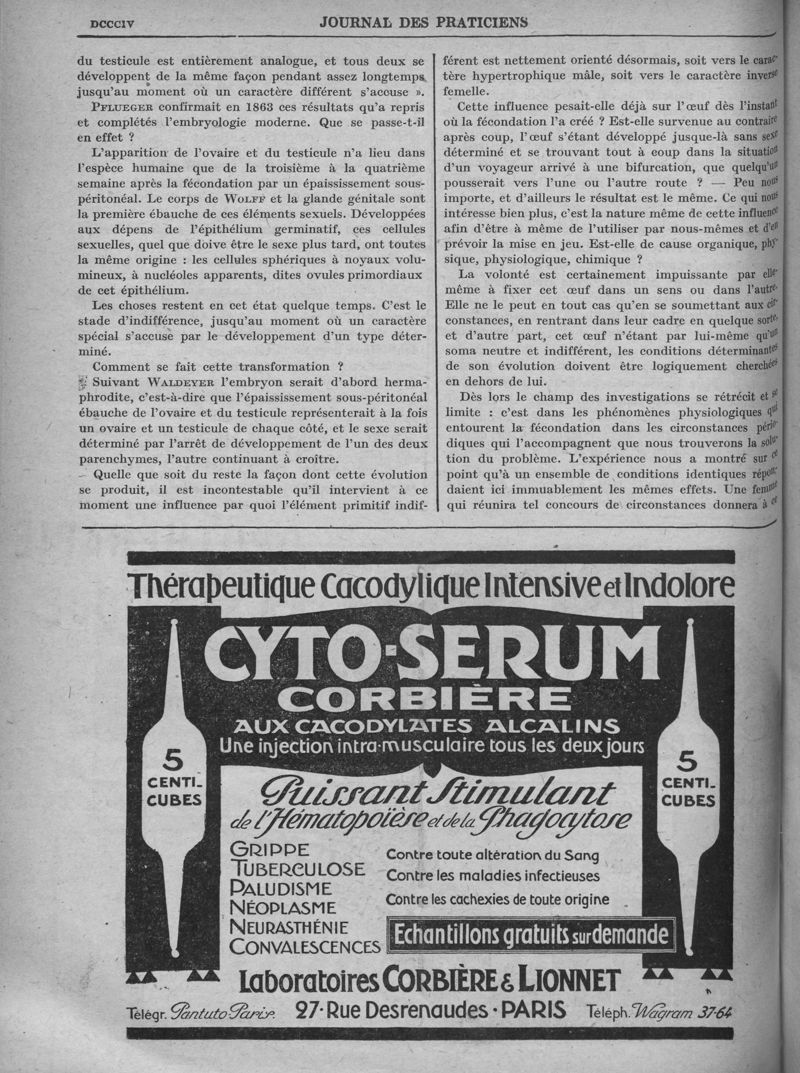 DCCCIV
JOURNAL DES PRATICIENS
du testicule est entièrement analogue, et tous deux se
développent de la même façon pendant assez longtemps
jusqu'au moment où un caractère différent s'accuse ».
PFLUEGER confirmait en 1863 ces résultats qu'a repris
et complétés l'embryologie moderne. Que se passe-t-il
en effet ?
L'apparition de l'ovaire et du testicule n'a lieu dans
l'espèce humaine que de la troisième à la quatrième
semaine après la fécondation par un épaississement sous-
péritonéal. Le corps de WOLFF et la glande génitale sont
la première ébauche de ces éléments sexuels. Développées
aux dépens de l'épithélium germinatif, ces cellules
sexuelles, quel que doive être le sexe plus tard, ont toutes
la même origine : les cellules sphériques à noyaux volu-
mineux, à nucléoles apparents, dites ovules primordiaux
de cet épithélium.
Les choses restent en cet état quelque temps. C'est le
stade d'indifférence, jusqu'au moment où un caractère
spécial s'accuse par le développement d'un type déter-
miné.
Comment se fait cette transformation ?
Suivant WALDEYER l'embryon serait d'abord herma-
phrodite, c'est-à-dire que l'épaississement sous-péritonéal
ébauche de l'ovaire et du testicule représenterait à la fois
un ovaire et un testicule de chaque côté, et le sexe serait
déterminé par l'arrêt de développement de l'un des deux
parenchymes, l'autre continuant à croître.
Quelle que soit du reste la façon dont cette évolution
se produit, il est incontestable qu'il intervient à ce
moment une influence par quoi l'élément primitif indif-
férent est nettement orienté désormais, soit vers le carac-
tère hypertrophique mâle, soit vers le caractère inverse
femelle.
Cette influence pesait-elle déjà sur l'œuf dès l'instant
où la fécondation l'a créé ? Est-elle survenue au contraire
après coup, l'œuf s'étant développé jusque-là sans sexe
déterminé et se trouvant tout à coup dans la situation
d'un voyageur arrivé à une bifurcation, que quelqu'un
pousserait vers l'une ou l'autre route ? — Peu nous
importe, et d'ailleurs le résultat est le même. Ce qui nous
intéresse bien plus, c'est la nature même de cette influence
afin d'être à même de l'utiliser par nous-mêmes et d'en
prévoir la mise en jeu. Est-elle de cause organique, phy-
sique, physiologique, chimique ?
La volonté est certainement impuissante par elle-
même à fixer cet œuf dans un sens ou dans l'autre.
Elle ne le peut en tout cas qu'en se soumettant aux cir-
constances, en rentrant dans leur cadre en quelque sorte,
et d'autre part, cet œuf n'étant par lui-même qu'un
soma neutre et indifférent, les conditions déterminantes
de son évolution doivent être logiquement cherchées
en dehors de lui.
Dès lors le champ des investigations se rétrécit et se
limite : c'est dans les phénomènes physiologiques qui
entourent la fécondation dans les circonstances pério-
diques qui l'accompagnent que nous trouverons la solu-
tion du problème. L'expérience nous a montré sur ce
point qu'à un ensemble de conditions identiques répon-
daient ici immuablement les mêmes effets. Une femme
qui réunira tel concours de circonstances donnera à ce
Thérapeutique Cacodylique Intensive et Indolore
CYTO-SERUM
CORBIÈRE
AUX CACODYLATES ALCALINS
Une injection intra-musculaire tous les deux jours
5
CENTI-
CUBES
5
CENTI-
CUBES
Puissant Stimulant
de l'Hématopoïèse et de la Phagocytose
GRIPPE
TUBERCULOSE
PALUDISME
NÉOPLASME
NEURASTHÉNIE
CONVALESCENCES
Contre toute altération du Sang
Contre les maladies infectieuses
Contre les cachexies de toute origine
Echantillons gratuits sur demande
Laboratoires CORBIÈRE & LIONNET
Télégr. Pantuto-Paris. 27-Rue Desrenaudes-PARIS Téléph. Wagram 37-64